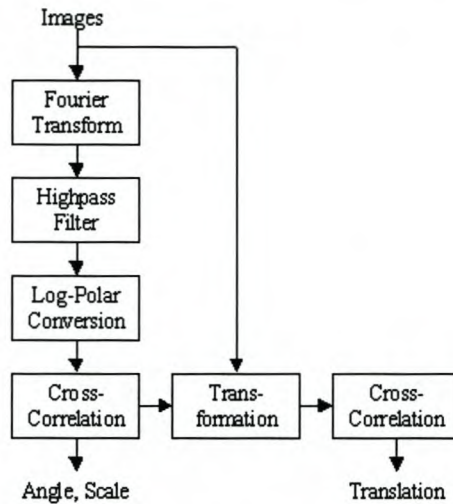 Images
Fourier
Transform
Highpass
Filter
Log-Polar
Conversion
Cross-
Correlation
Trans-
formation
Cross-
Correlation
Angle, Scale
Translation